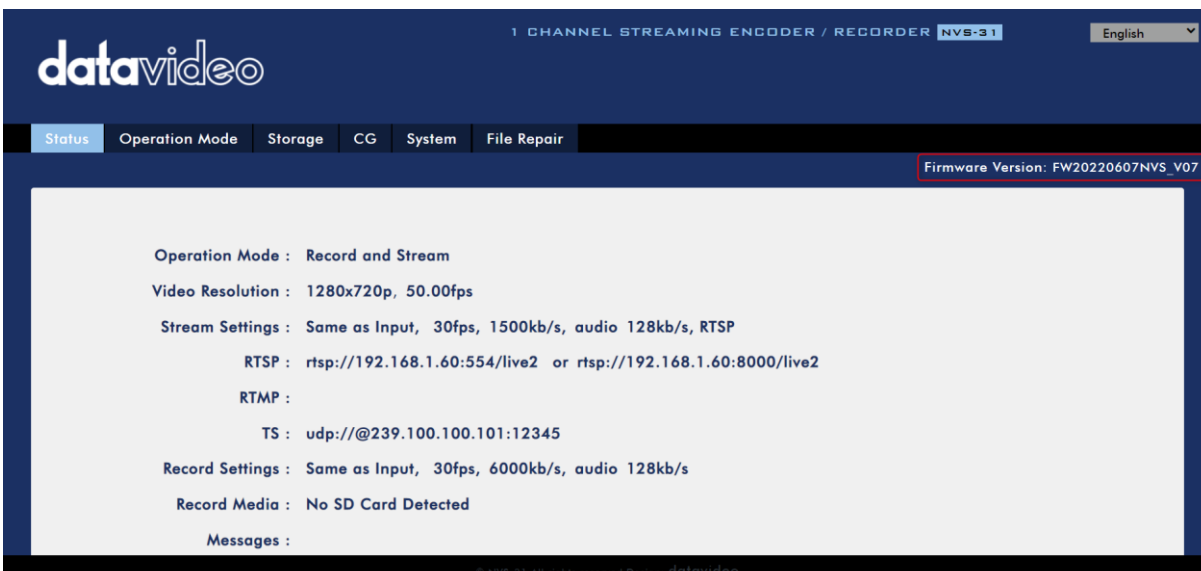 1 CHANNEL STREAMING ENCODER / RECORDER NVS-31
English
datavideo
Status Operation Mode Storage CG System File Repair
Firmware Version: FW20220607NVS_V07
Operation Mode : Record and Stream
Video Resolution : 1280x720p, 50.00fps
Stream Settings : Same as Input, 30fps, 1500kb/s, audio 128kb/s, RTSP
RTSP : rtsp://192.168.1.60:554/live2 or rtsp://192.168.1.60:8000/live2
RTMP :
TS : udp://@239.100.100.101:12345
Record Settings : Same as Input, 30fps, 6000kb/s, audio 128kb/s
Record Media : No SD Card Detected
Messages :
datavideo